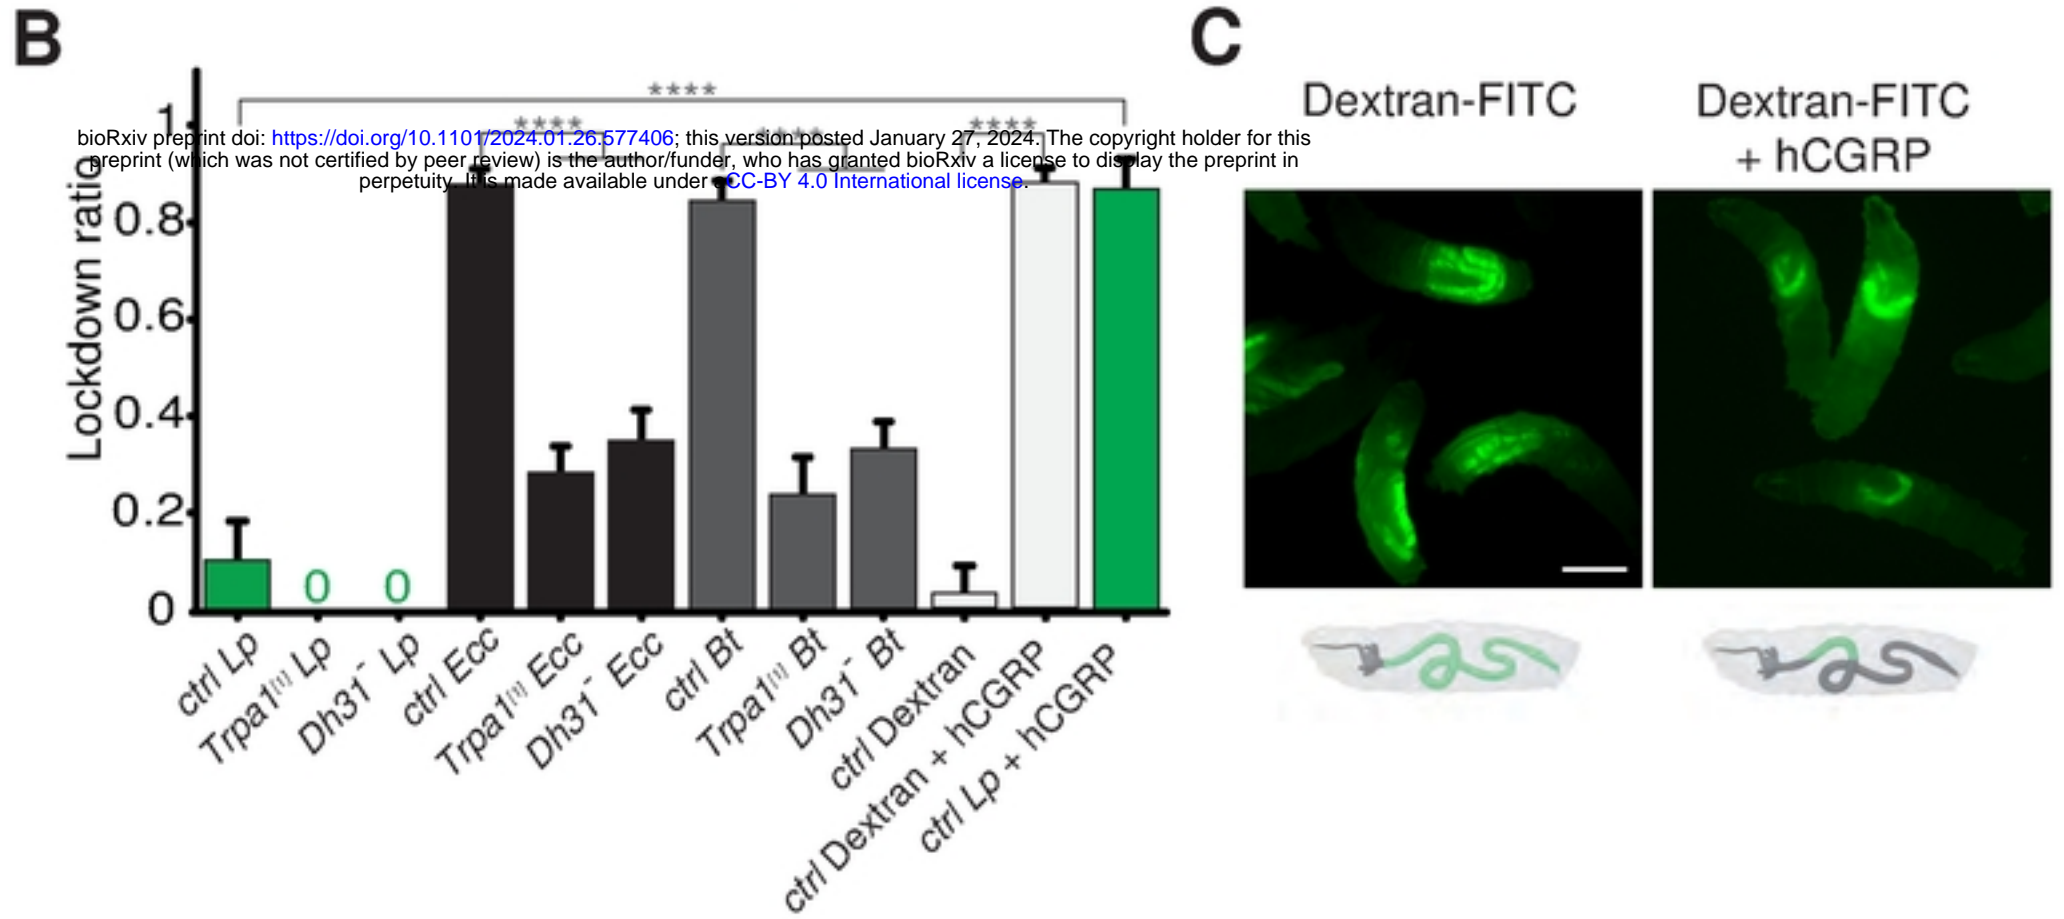 B
C
Dextran-FITC
Dextran-FITC
+ hCGRP
****
****
****
****
bioRxiv preprint doi: https://doi.org/10.1101/2024.01.26.577406; this version posted January 27, 2024. The copyright holder for this
preprint (which was not certified by peer review) is the author/funder, who has granted bioRxiv a license to display the preprint in
perpetuity. It is made available under aCC-BY 4.0 International license.
Lockdown ratio
1
0.8
0.6
0.4
0.2
0
0
0
ctrl Lp
Trpa1[1] Lp
Dh31- Lp
ctrl Ecc
Trpa1[1] Ecc
Dh31- Ecc
ctrl Bt
Trpa1[1] Bt
Dh31- Bt
ctrl Dextran
ctrl Dextran + hCGRP
ctrl Lp + hCGRP